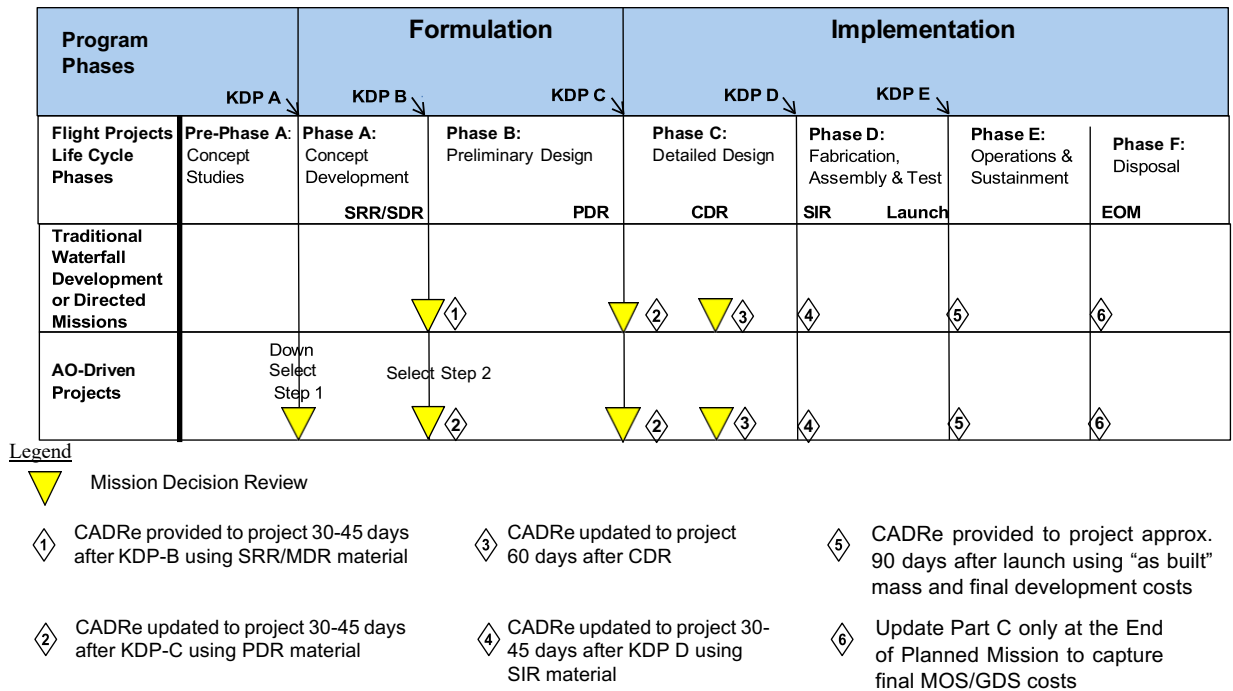 Program
Phases
Formulation
Implementation
KDP A
KDP B
KDP C
KDP D
KDP E
Flight Projects
Life Cycle
Phases
Pre-Phase A:
Concept
Studies
Phase A:
Concept
Development
SRR/SDR
Phase B:
Preliminary Design
PDR
Phase C:
Detailed Design
CDR
Phase D:
Fabrication,
Assembly & Test
SIR
Launch
Phase E:
Operations &
Sustainment
Phase F:
Disposal
EOM
Traditional
Waterfall
Development
or Directed
Missions
1
2
3
4
5
6
AO-Driven
Projects
Down
Select
Step 1
Select Step 2
2
2
3
4
5
6
Legend
Mission Decision Review
1
CADRe provided to project 30-45 days
after KDP-B using SRR/MDR material
2
CADRe updated to project 30-45 days
after KDP-C using PDR material
3
CADRe updated to project
60 days after CDR
4
CADRe updated to project 30-
45 days after KDP D using
SIR material
5
CADRe provided to project approx.
90 days after launch using “as built”
mass and final development costs
6
Update Part C only at the End
of Planned Mission to capture
final MOS/GDS costs